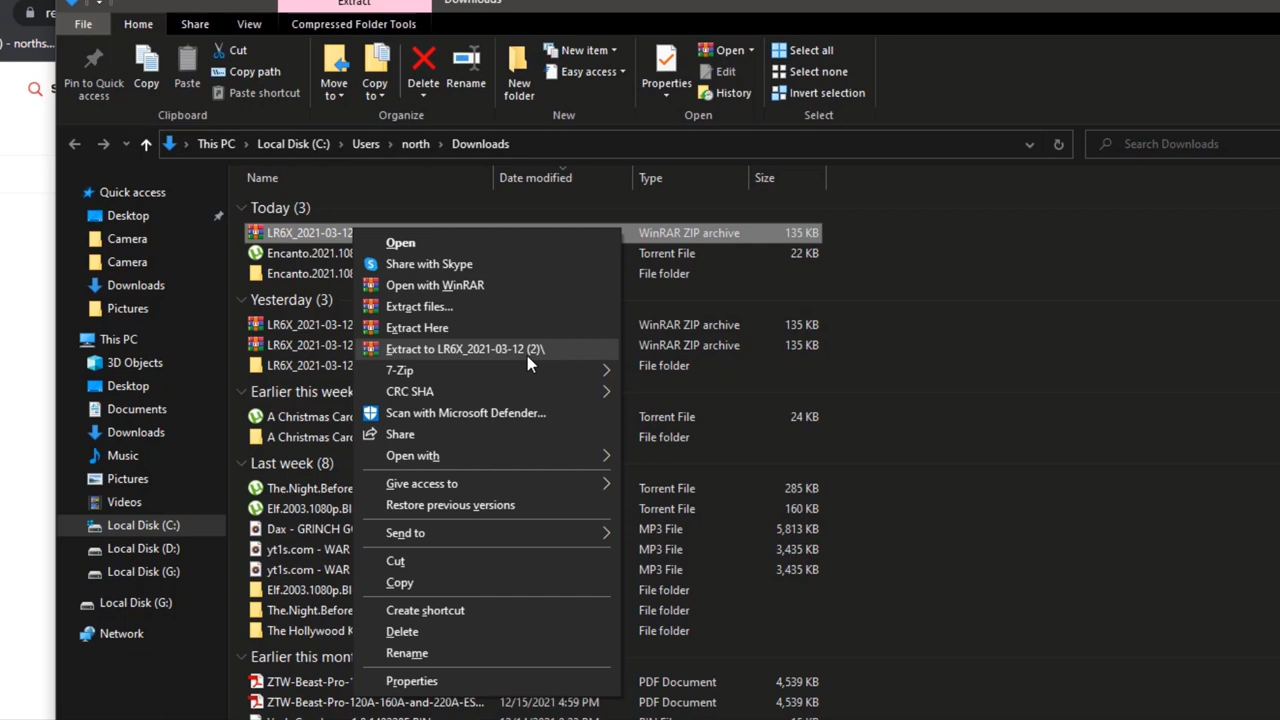 re
) - norths
S
Extract
Downloads
File
Home
Share
View
Compressed Folder Tools
Pin to Quick
access
Copy
Paste
Cut
Copy path
Paste shortcut
Clipboard
Move
to
Copy
to
Delete
Rename
Organize
New
folder
New item
Easy access
New
Properties
Open
Edit
History
Open
Select all
Select none
Invert selection
Select
This PC
Local Disk (C:)
Users
north
Downloads
Search Downloads
Name
Date modified
Type
Size
Quick access
Desktop
Camera
Camera
Downloads
Pictures
This PC
3D Objects
Desktop
Documents
Downloads
Music
Pictures
Videos
Local Disk (C:)
Local Disk (D:)
Local Disk (G:)
Local Disk (G:)
Network
Today (3)
LR6X_2021-03-12 WinRAR ZIP archive 135 KB
Encanto.2021.108 Torrent File 22 KB
Encanto.2021.108 File folder
Yesterday (3)
LR6X_2021-03-12 WinRAR ZIP archive 135 KB
LR6X_2021-03-12 WinRAR ZIP archive 135 KB
LR6X_2021-03-12 File folder
Earlier this week
A Christmas Carc Torrent File 24 KB
A Christmas Carc File folder
Last week (8)
The.Night.Before Torrent File 285 KB
Elf.2003.1080p.Bl Torrent File 160 KB
Dax - GRINCH GO MP3 File 5,813 KB
yt1s.com - WAR MP3 File 3,435 KB
yt1s.com - WAR MP3 File 3,435 KB
Elf.2003.1080p.Bl File folder
The.Night.Before File folder
The Hollywood K File folder
Earlier this mont
ZTW-Beast-Pro-1 PDF Document 4,539 KB
ZTW-Beast-Pro-120A-160A-and-220A-ES... 12/15/2021 4:59 PM PDF Document 4,539 KB
Open
Share with Skype
Open with WinRAR
Extract files...
Extract Here
Extract to LR6X_2021-03-12 (2)\
7-Zip
CRC SHA
Scan with Microsoft Defender...
Share
Open with
Give access to
Restore previous versions
Send to
Cut
Copy
Create shortcut
Delete
Rename
Properties